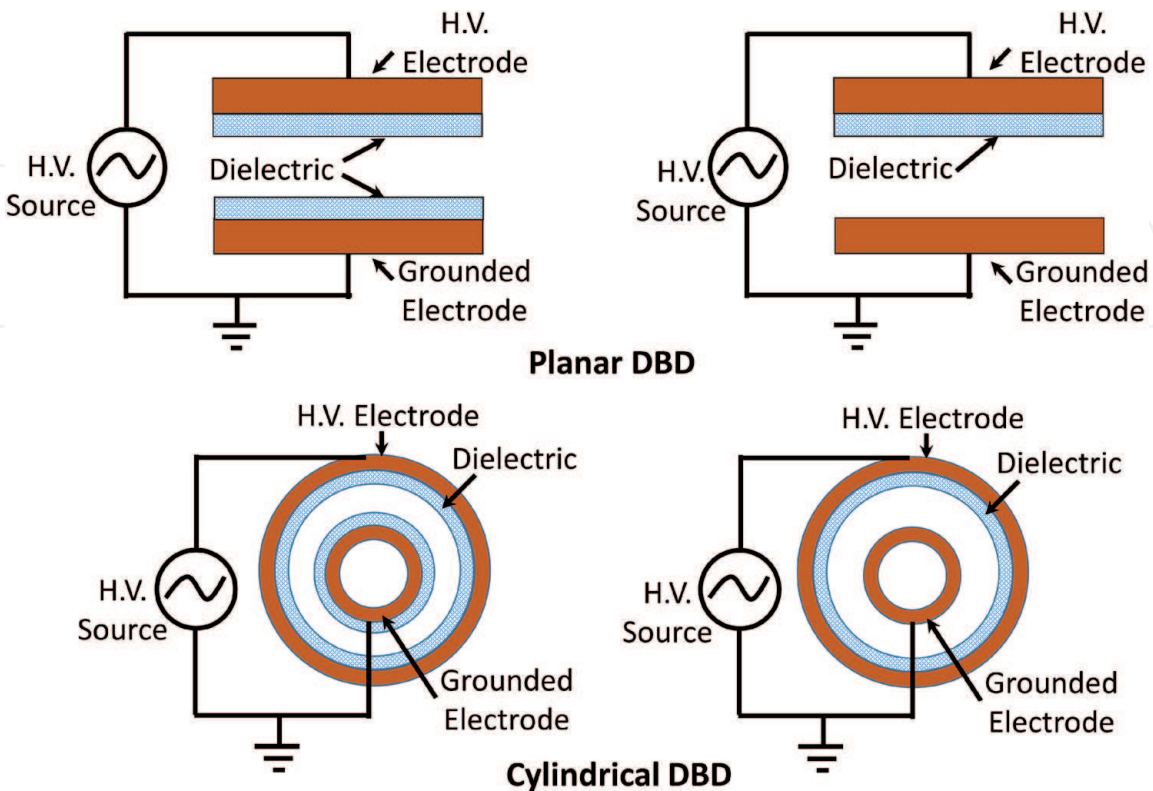 H.V.
Electrode
H.V.
Source
Dielectric
Grounded
Electrode
H.V.
Electrode
H.V.
Source
Dielectric
Grounded
Electrode
Planar DBD
H.V. Electrode
Dielectric
H.V.
Source
Grounded
Electrode
H.V. Electrode
Dielectric
H.V.
Source
Grounded
Electrode
Cylindrical DBD